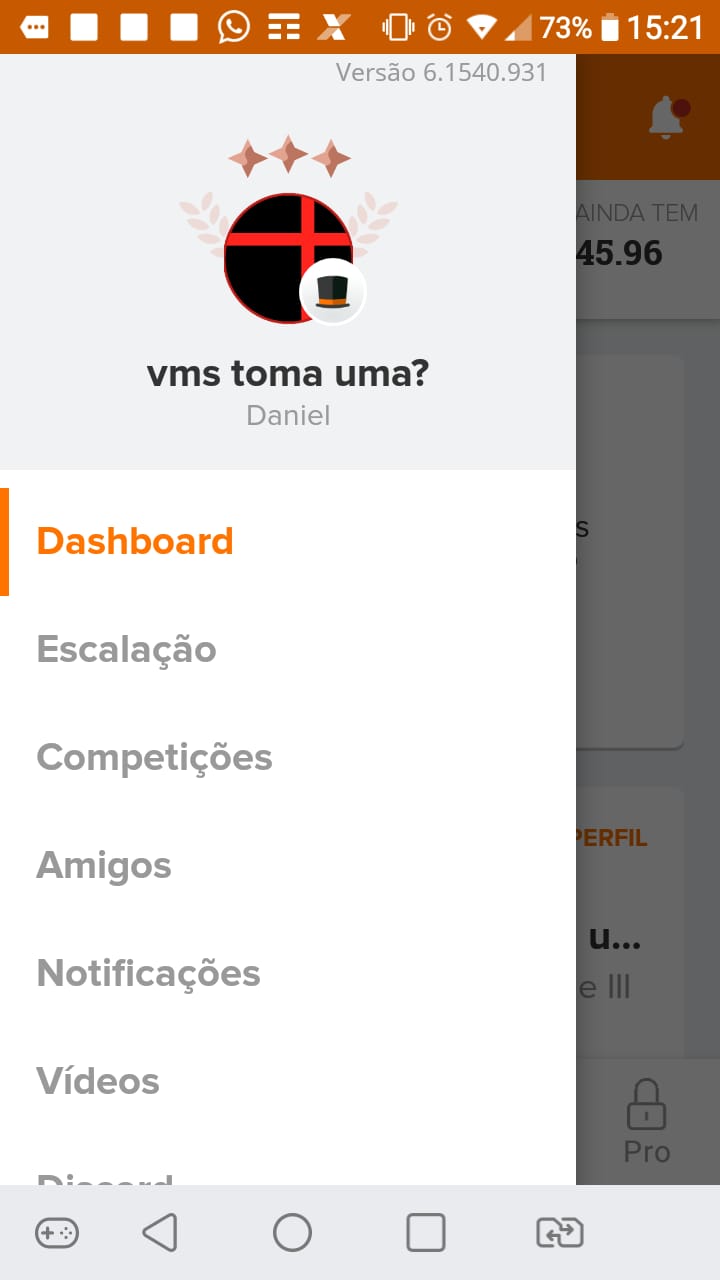 73% 15:21
Versão 6.1540.931
AINDA TEM
45.96
vms toma uma?
Daniel
Dashboard
s
Escalação
Competições
PERFIL
Amigos
u...
Notificações
e III
Vídeos
Pro
Discord